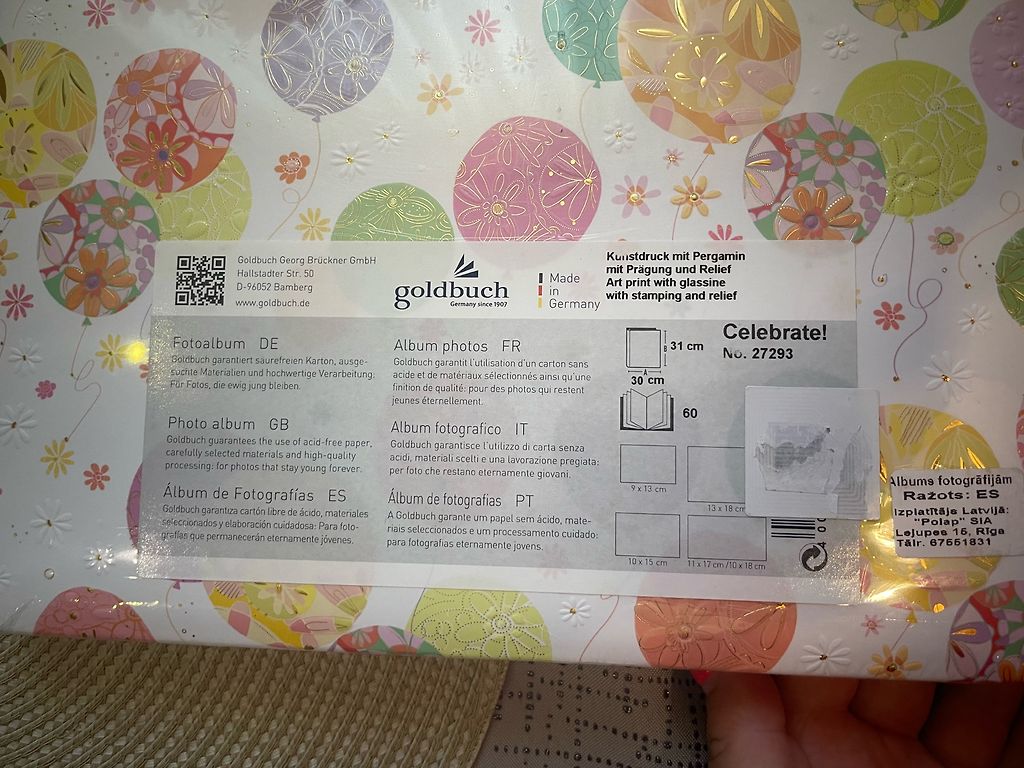 Goldbuch Georg Brückner GmbH
Hallstadter Str. 50
D-96052 Bamberg
www.goldbuch.de
goldbuch
Germany since 1907
Made
in
Germany
Kunstdruck mit Pergamin
mit Prägung und Relief
Art print with glassine
with stamping and relief
Fotoalbum DE
Goldbuch garantiert säurefreien Karton, ausge-
suchte Materialien und hochwertige Verarbeitung:
Für Fotos, die ewig jung bleiben.
Photo album GB
Goldbuch guarantees the use of acid-free paper,
carefully selected materials and high-quality
processing: for photos that stay young forever.
Álbum de Fotografías ES
Goldbuch garantiza cartón libre de ácido, materiales
seleccionados y elaboración cuidadosa: Para foto-
grafías que permanecerán eternamente jóvenes.
Album photos FR
Goldbuch garantit l'utilisation d'un carton sans
acide et de matériaux sélectionnés ainsi qu'une
finition de qualité: pour des photos qui restent
jeunes éternellement.
Album fotografico IT
Goldbuch garantisce l'utilizzo di carta senza
acidi, materiali scelti e una lavorazione pregiata:
per foto che restano eternamente giovani.
Álbum de fotografias PT
A Goldbuch garante um papel sem ácido, mate-
riais seleccionados e um processamento cuidado:
para fotografias eternamente jovens.
Celebrate!
No. 27293
B
31 cm
A
30 cm
60
9 x 13 cm
13 x 18 cm
10 x 15 cm
11 x 17 cm /10 x 18 cm
Albums fotogrāfijām
Ražots: ES
Izplatītājs Latvijā:
"Polap" SIA
Lejupes 15, Rīga
Tālr. 67551831